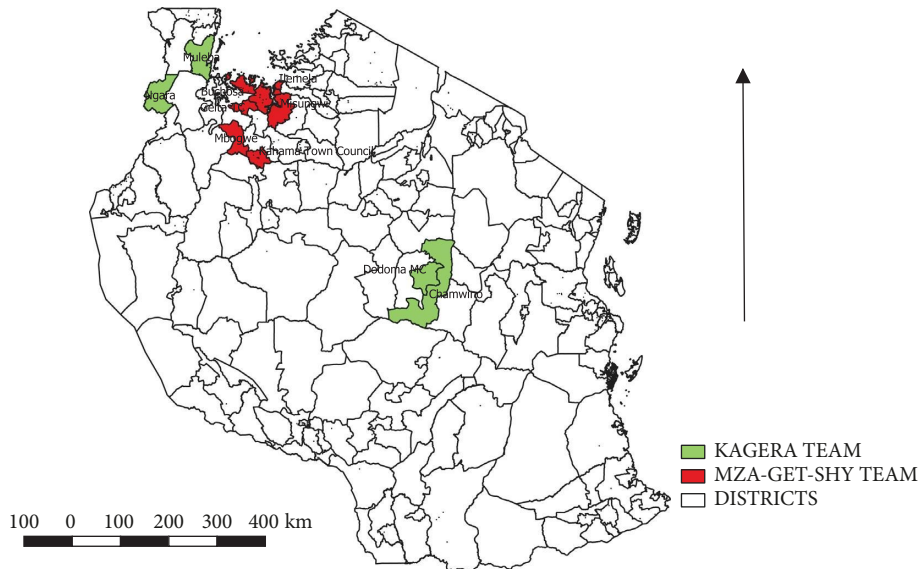 Muleba
Ilemela
Buchosa
Misungwi
Mbogwe
Kahama Town Council
Dodoma MC
Chamwino
KAGERA TEAM
MZA-GET-SHY TEAM
DISTRICTS
100 0 100 200 300 400 km